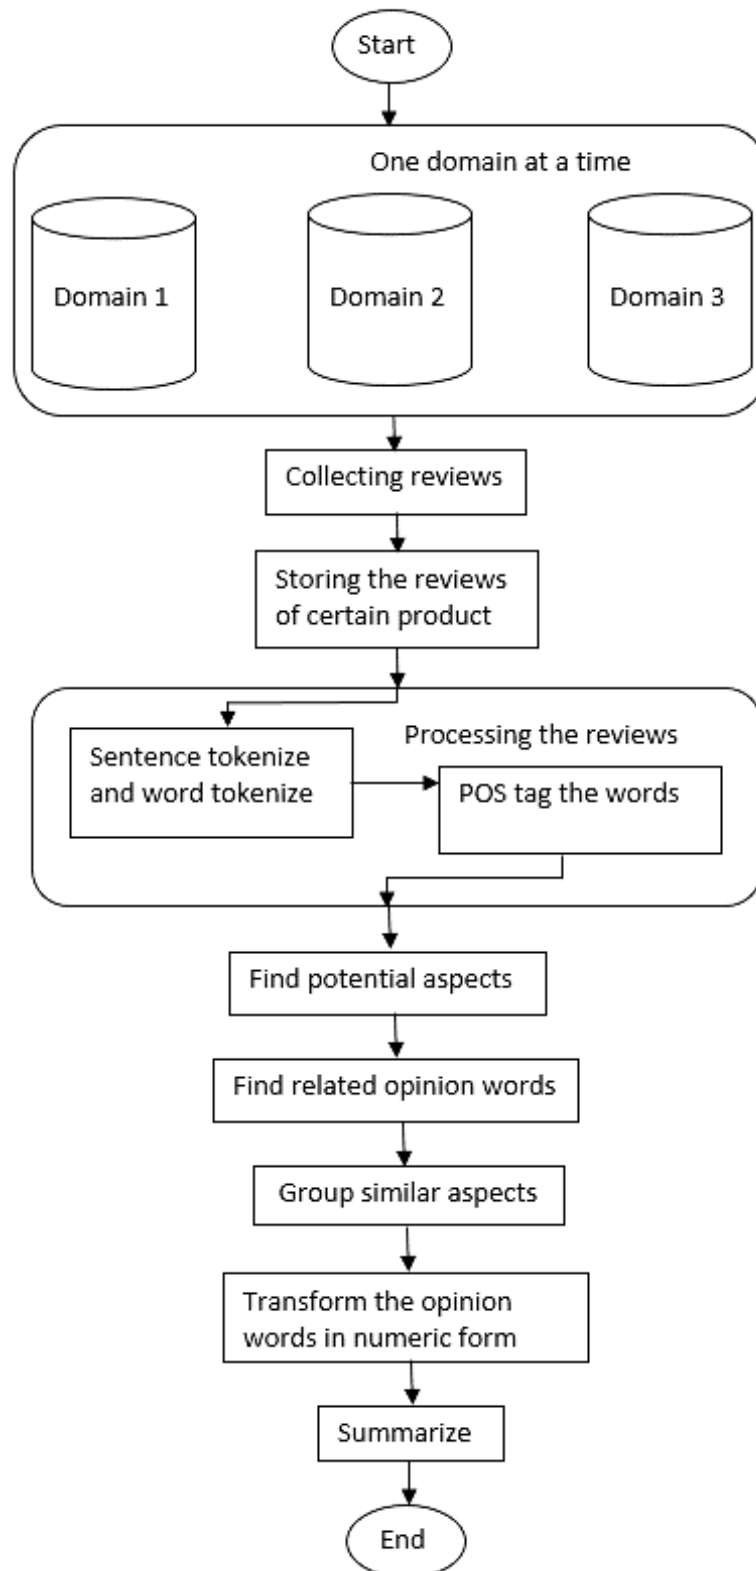 Start
One domain at a time
Domain 1
Domain 2
Domain 3
Collecting reviews
Storing the reviews
of certain product
Processing the reviews
Sentence tokenize
and word tokenize
POS tag the words
Find potential aspects
Find related opinion words
Group similar aspects
Transform the opinion
words in numeric form
Summarize
End